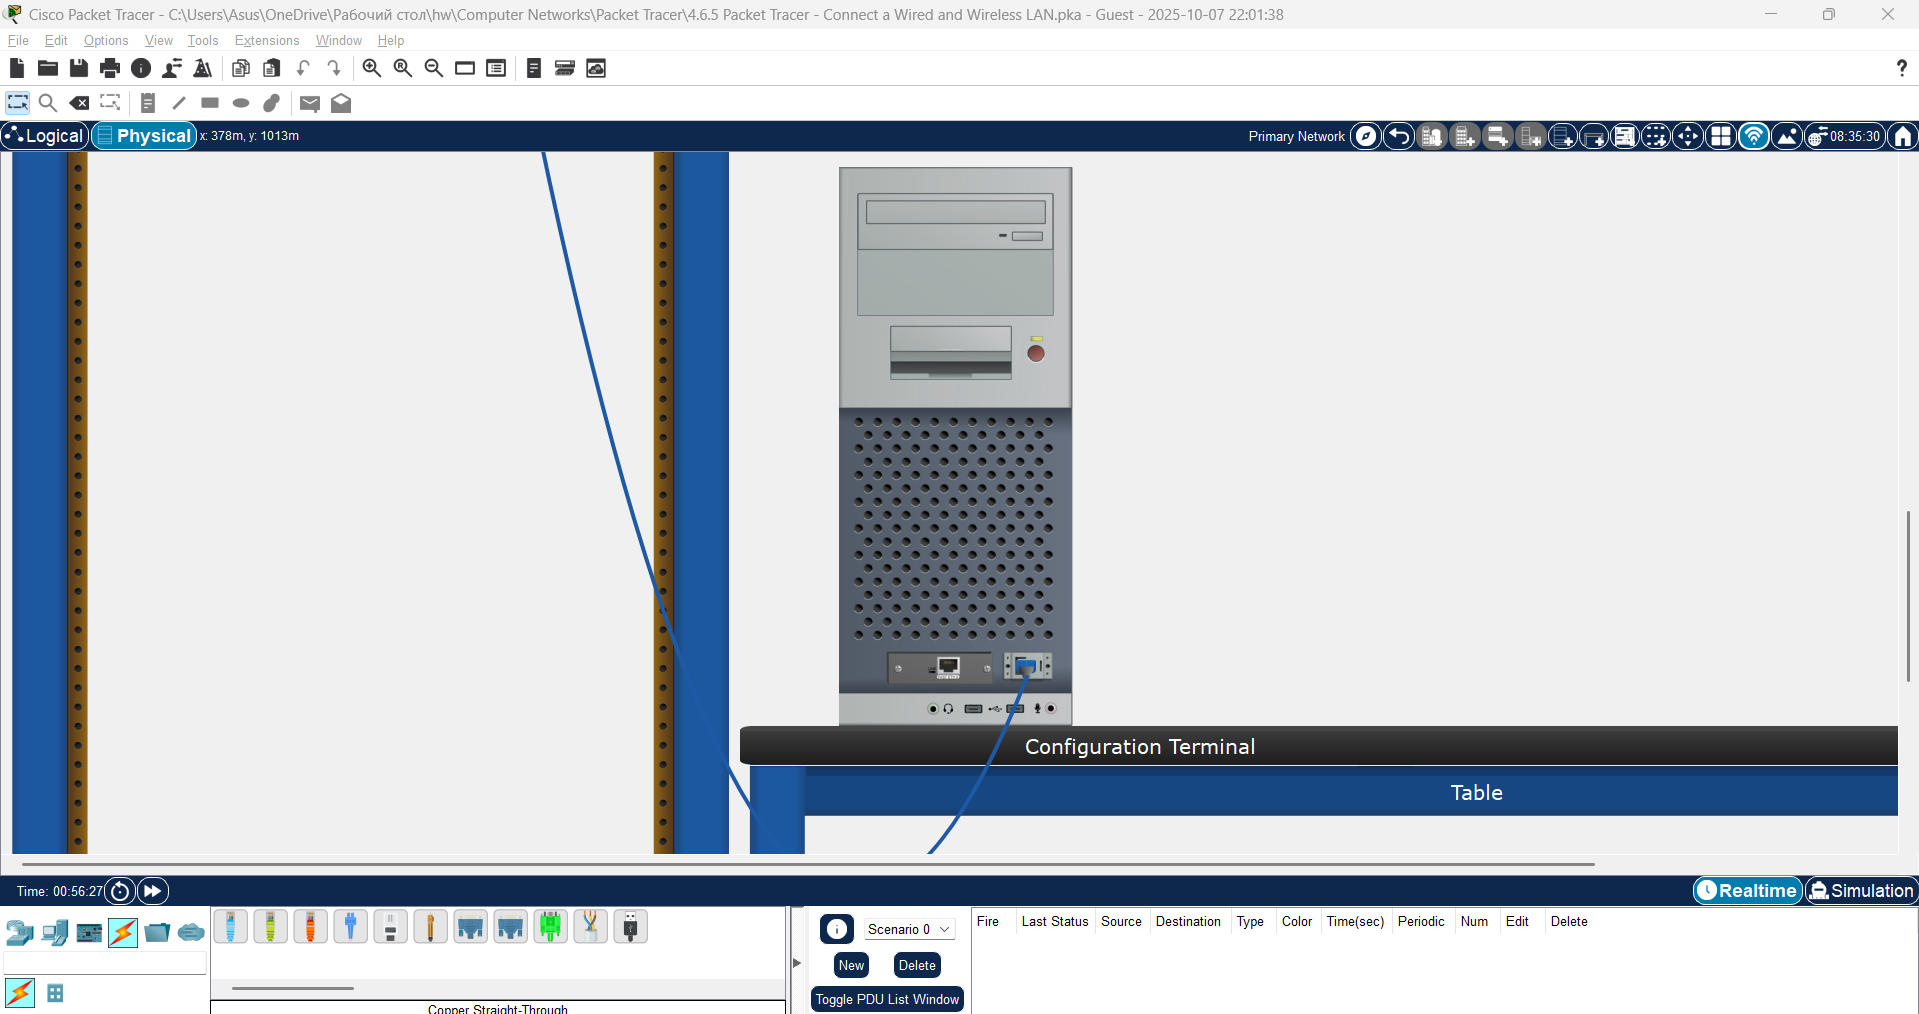 Cisco Packet Tracer - C:\Users\Asus\OneDrive\Рабочий стол\hw\Computer Networks\Packet Tracer\4.6.5 Packet Tracer - Connect a Wired and Wireless LAN.pka - Guest - 2025-10-07 22:01:38
File Edit Options View Tools Extensions Window Help
Logical Physical x: 378m, y: 1013m Primary Network 08:35:30
Configuration Terminal
Table
Time: 00:56:27 Realtime Simulation
Scenario 0
New Delete
Toggle PDU List Window
Fire Last Status Source Destination Type Color Time(sec) Periodic Num Edit Delete
Copper Straight-Through